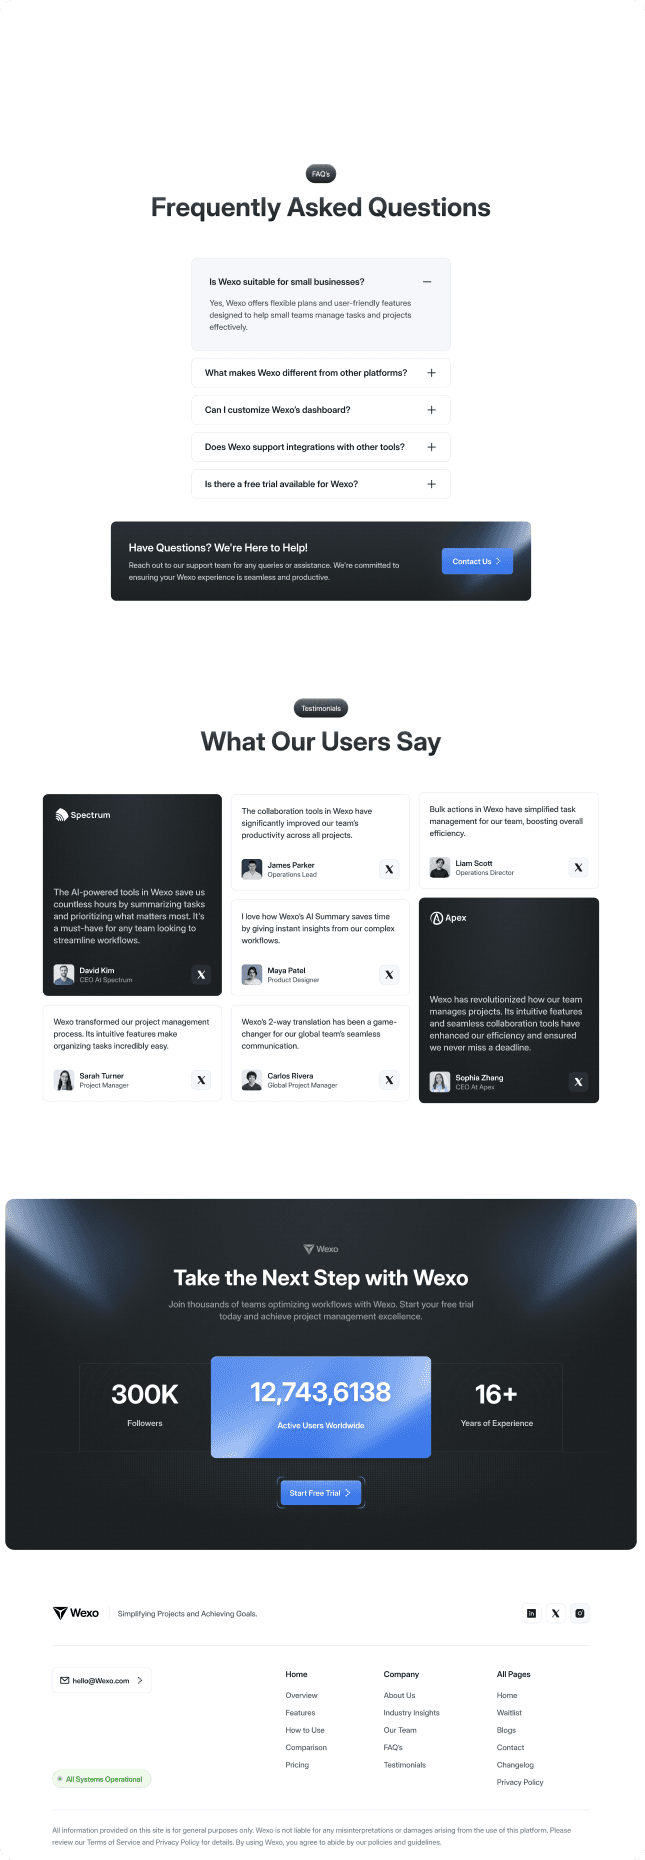 FAQ's
Frequently Asked Questions
Is Wexo suitable for small businesses?
Yes, Wexo offers flexible plans and user-friendly features
designed to help small teams manage tasks and projects
effectively.
What makes Wexo different from other platforms?
Can I customize Wexo's dashboard?
Does Wexo support integrations with other tools?
Is there a free trial available for Wexo?
Have Questions? We're Here to Help!
Reach out to our support team for any queries or assistance. We're committed to
ensuring your Wexo experience is seamless and productive.
Contact Us
Testimonials
What Our Users Say
Spectrum
The AI-powered tools in Wexo save us
countless hours by summarizing tasks
and prioritizing what matters most. It's
a must-have for any team looking to
streamline workflows.
David Kim
CEO At Spectrum
Wexo transformed our project management
process. Its intuitive features make
organizing tasks incredibly easy.
Sarah Turner
Project Manager
The collaboration tools in Wexo have
significantly improved our team's
productivity across all projects.
James Parker
Operations Lead
I love how Wexo's AI Summary saves time
by giving instant insights from our complex
workflows.
Maya Patel
Product Designer
Wexo's 2-way translation has been a game-
changer for our global team's seamless
communication.
Carlos Rivera
Global Project Manager
Bulk actions in Wexo have simplified task
management for our team, boosting overall
efficiency.
Liam Scott
Operations Director
Apex
Wexo has revolutionized how our team
manages projects. Its intuitive features
and seamless collaboration tools have
enhanced our efficiency and ensured
we never miss a deadline.
Sophia Zhang
CEO At Apex
Wexo
Take the Next Step with Wexo
Join thousands of teams optimizing workflows with Wexo. Start your free trial
today and achieve project management excellence.
300K
Followers
12,743,6138
Active Users Worldwide
16+
Years of Experience
Start Free Trial
Wexo
Simplifying Projects and Achieving Goals.
hello@Wexo.com
All Systems Operational
Home
Overview
Features
How to Use
Comparison
Pricing
Company
About Us
Industry Insights
Our Team
FAQ's
Testimonials
All Pages
Home
Waitlist
Blogs
Contact
Changelog
Privacy Policy
All information provided on this site is for general purposes only. Wexo is not liable for any misinterpretations or damages arising from the use of this platform. Please
review our Terms of Service and Privacy Policy for details. By using Wexo, you agree to abide by our policies and guidelines.